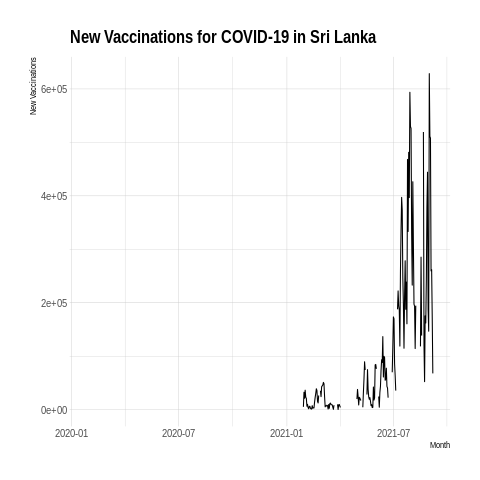 New Vaccinations for COVID-19 in Sri Lanka
New Vaccinations
6e+05
4e+05
2e+05
0e+00
2020-01 2020-07 2021-01 2021-07
Month